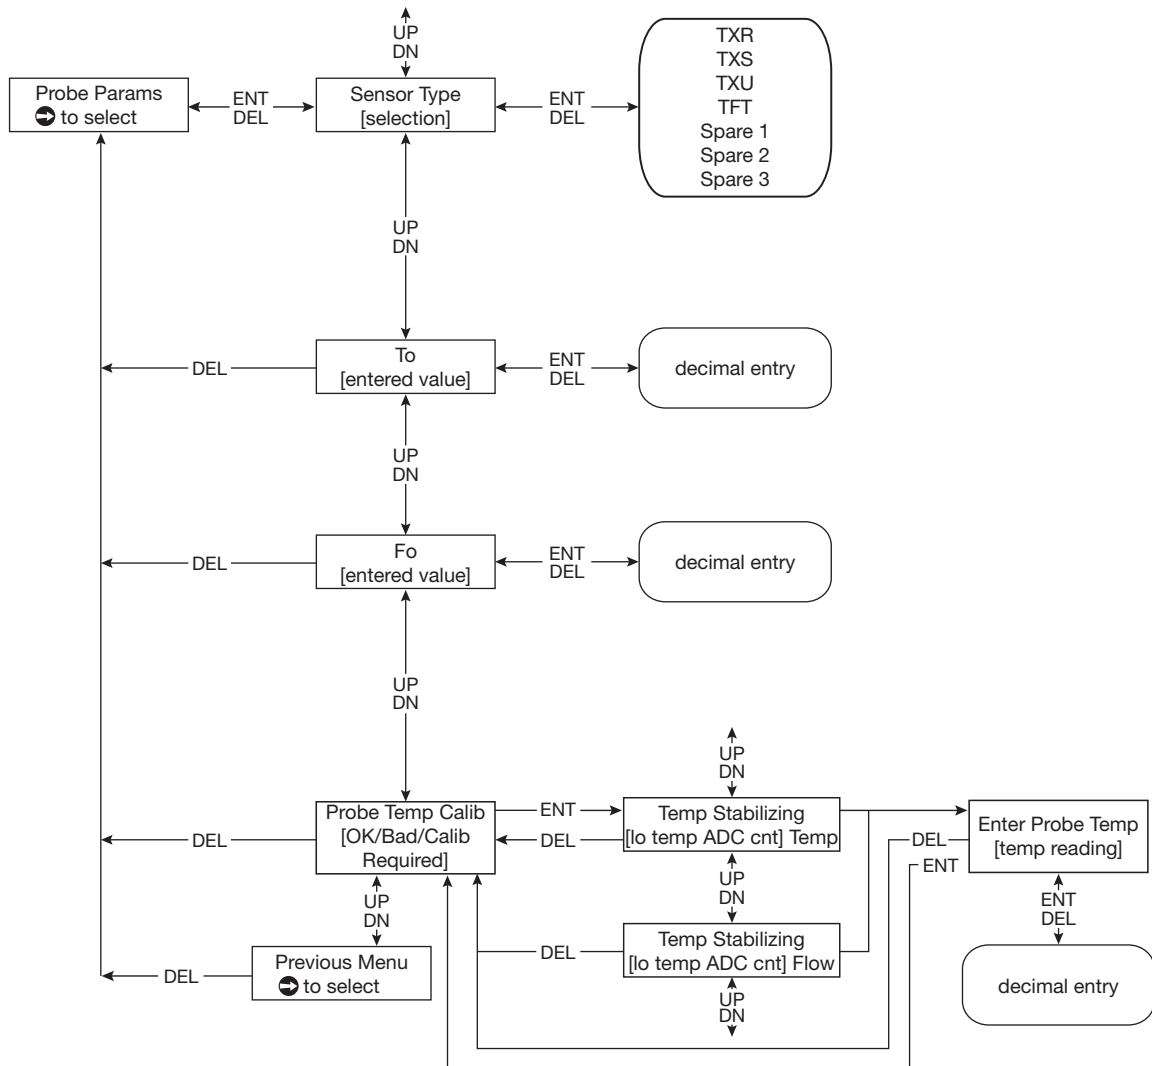 UP
DN
Probe Params
to select
ENT
DEL
Sensor Type
[selection]
ENT
DEL
TXR
TXS
TXU
TFT
Spare 1
Spare 2
Spare 3
UP
DN
DEL
To
[entered value]
ENT
DEL
decimal entry
UP
DN
DEL
Fo
[entered value]
ENT
DEL
decimal entry
UP
DN
UP
DN
DEL
Probe Temp Calib
[OK/Bad/Calib
Required]
ENT
DEL
Temp Stabilizing
[lo temp ADC cnt] Temp
DEL
ENT
Enter Probe Temp
[temp reading]
UP
DN
UP
DN
ENT
DEL
DEL
Previous Menu
to select
DEL
Temp Stabilizing
[lo temp ADC cnt] Flow
decimal entry
UP
DN